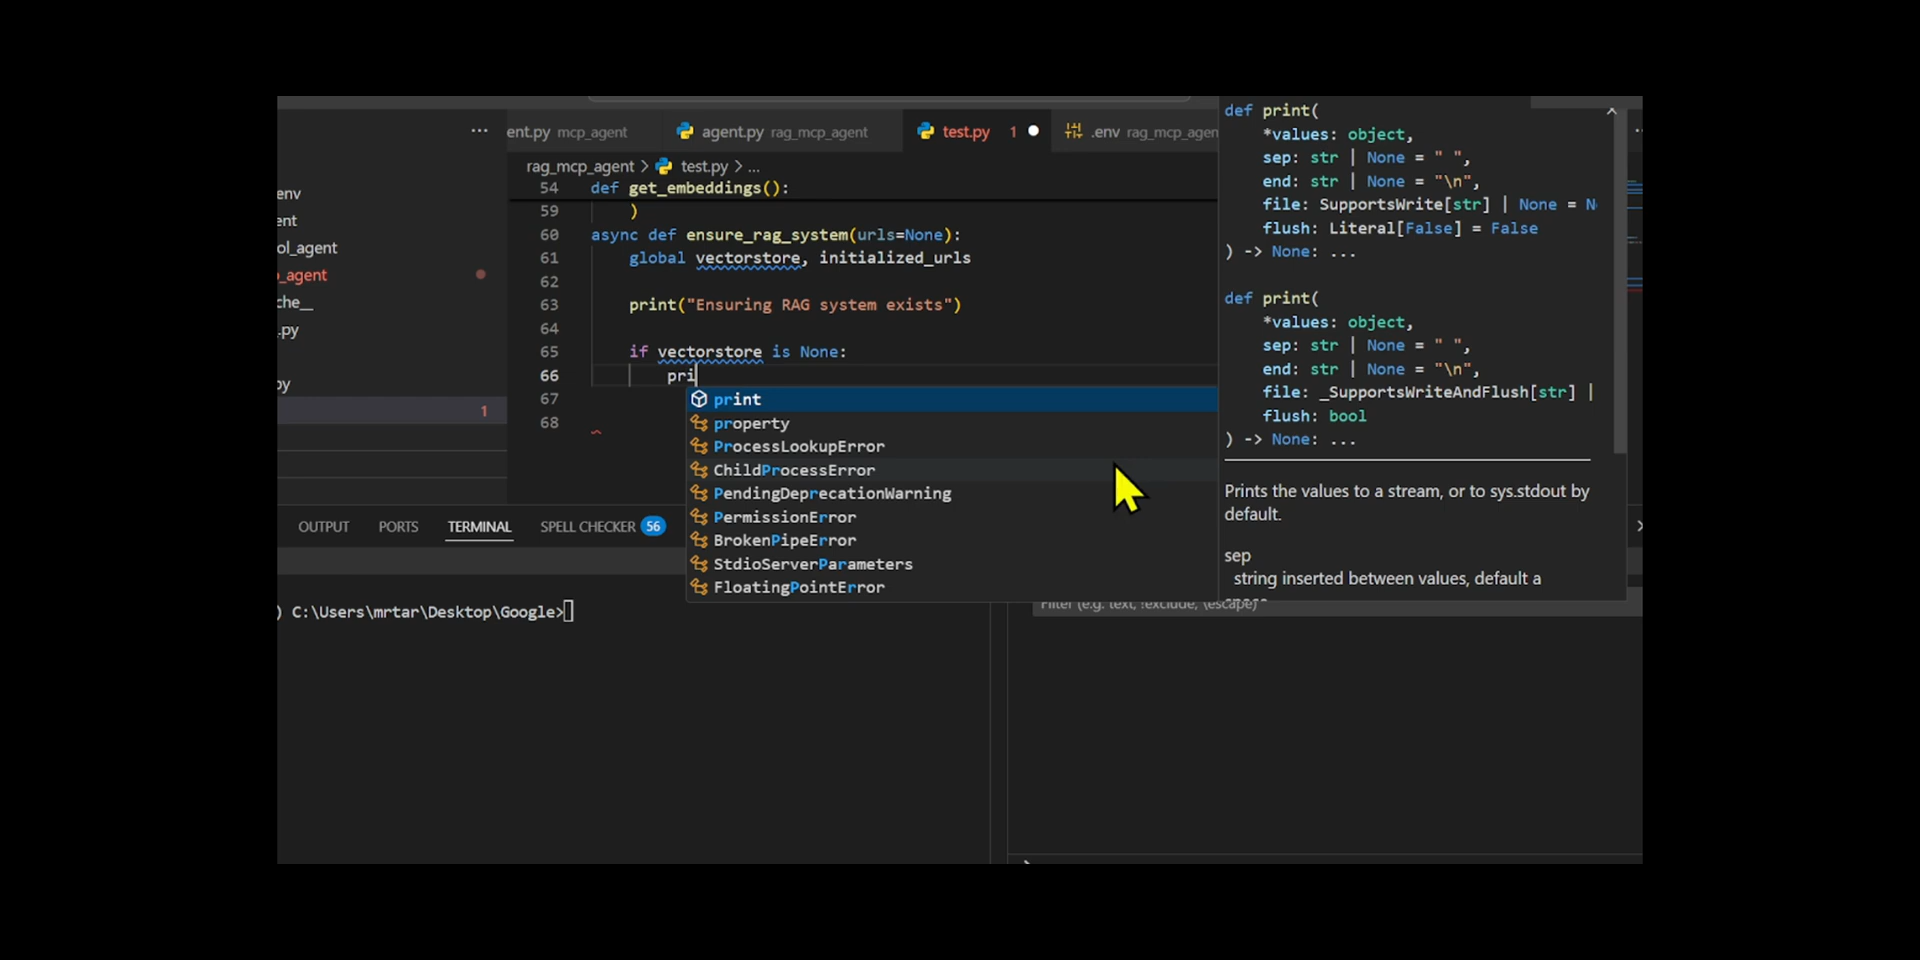 ent.py mcp_agent
agent.py rag_mcp_agent
test.py 1
.env rag_mcp_agen
rag_mcp_agent > test.py > ...
env
ent
ol_agent
_agent
che__
.py
py
1
54 def get_embeddings():
59 )
60 async def ensure_rag_system(urls=None):
61 global vectorstore, initialized_urls
62
63 print("Ensuring RAG system exists")
64
65 if vectorstore is None:
66 pri
67
68
print
property
ProcessLookupError
ChildProcessError
PendingDeprecationWarning
PermissionError
BrokenPipeError
StdioServerParameters
FloatingPointError
def print(
*values: object,
sep: str | None = " ",
end: str | None = "\n",
file: SupportsWrite[str] | None = N
flush: Literal[False] = False
) -> None: ...
def print(
*values: object,
sep: str | None = " ",
end: str | None = "\n",
file: _SupportsWriteAndFlush[str] |
flush: bool
) -> None: ...
Prints the values to a stream, or to sys.stdout by
default.
sep
string inserted between values, default a
OUTPUT PORTS TERMINAL SPELL CHECKER 56
Filter (e.g. text, !exclude, \escape)
) C:\Users\mrtar\Desktop\Google>